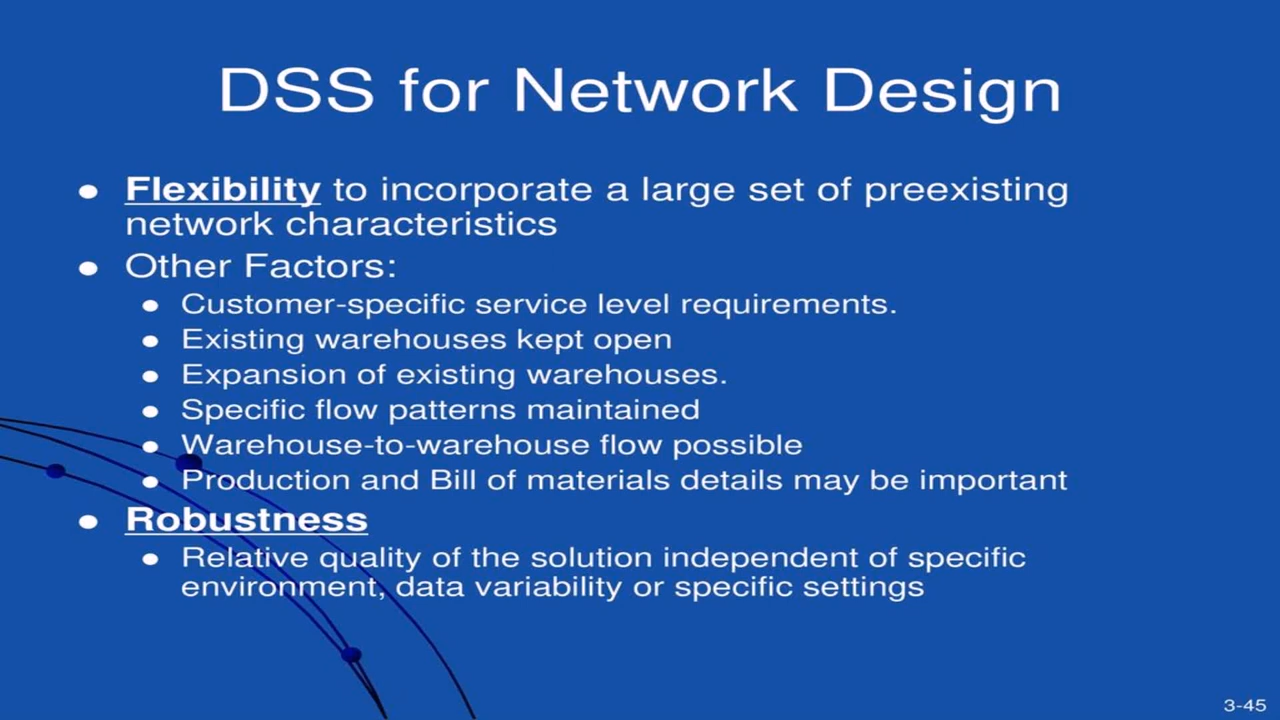 DSS for Network Design
● Flexibility to incorporate a large set of preexisting
network characteristics
● Other Factors:
● Customer-specific service level requirements.
● Existing warehouses kept open
● Expansion of existing warehouses.
● Specific flow patterns maintained
● Warehouse-to-warehouse flow possible
● Production and Bill of materials details may be important
● Robustness
● Relative quality of the solution independent of specific
environment, data variability or specific settings
3-45